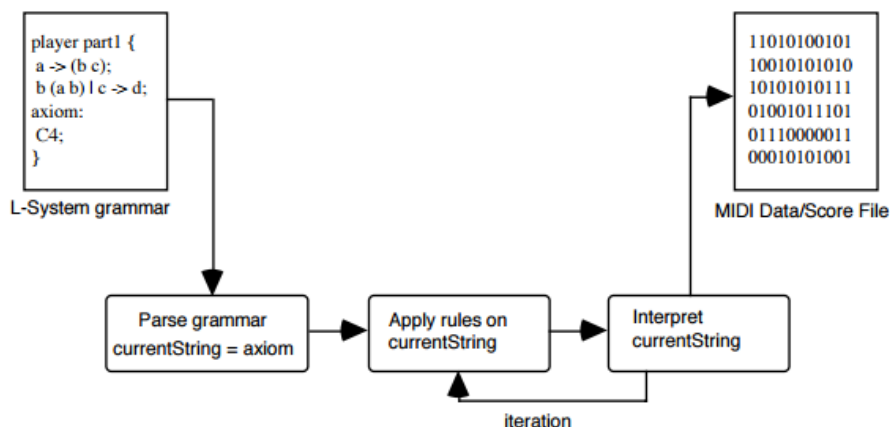 player part1 {
a -> (b c);
b (a b) | c -> d;
axiom:
C4;
}
L-System grammar
11010100101
10010101010
10101010111
01001011101
01110000011
00010101001
MIDI Data/Score File
Parse grammar
currentString = axiom
Apply rules on
currentString
Interpret
currentString
iteration